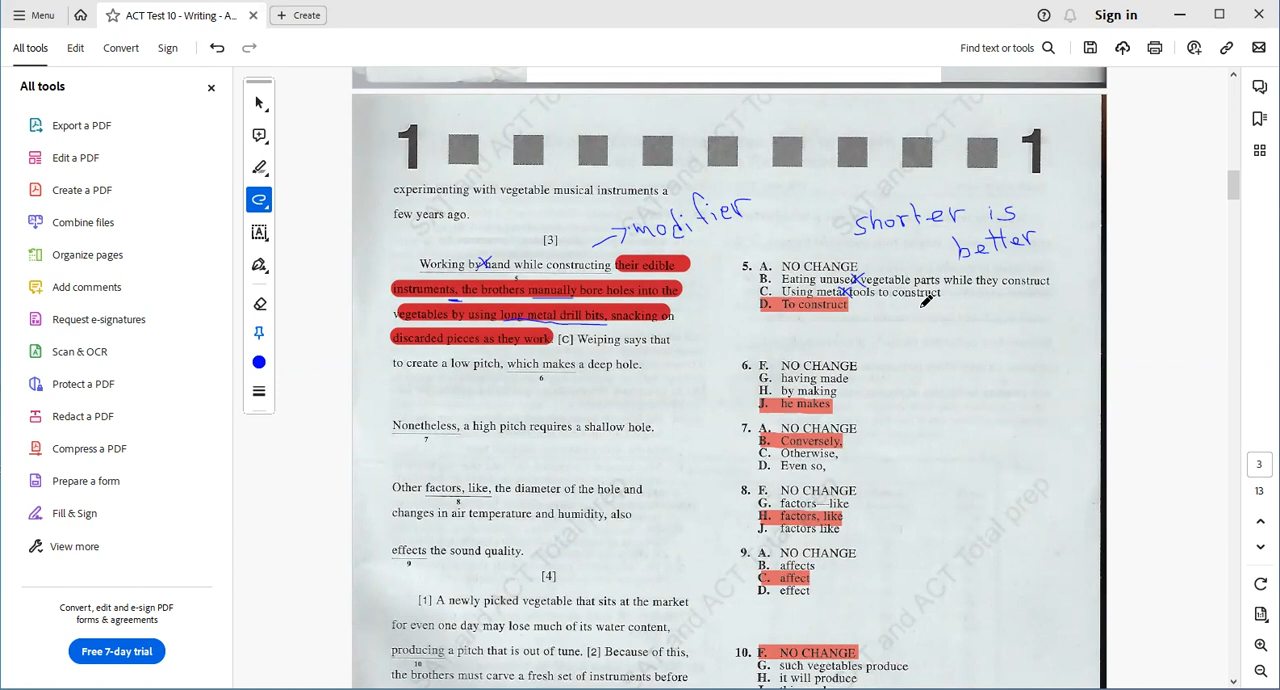 Menu
ACT Test 10 - Writing - A...
Create
Sign in
All tools
Edit
Convert
Sign
Find text or tools
All tools
Export a PDF
Edit a PDF
Create a PDF
Combine files
Organize pages
Add comments
Request e-signatures
Scan & OCR
Protect a PDF
Redact a PDF
Compress a PDF
Prepare a form
Fill & Sign
View more
Convert, edit and e-sign PDF
forms & agreements
Free 7-day trial
1
1
experimenting with vegetable musical instruments a
few years ago.
modifier
[3]
Working by hand while constructing their edible
5
instruments, the brothers manually bore holes into the
vegetables by using long metal drill bits, snacking on
discarded pieces as they work. [C] Weiping says that
to create a low pitch, which makes a deep hole.
6
Nonetheless, a high pitch requires a shallow hole.
7
Other factors, like, the diameter of the hole and
8
changes in air temperature and humidity, also
effects the sound quality.
9
[4]
[1] A newly picked vegetable that sits at the market
for even one day may lose much of its water content,
producing a pitch that is out of tune. [2] Because of this,
10
the brothers must carve a fresh set of instruments before
shorter is
better
5. A. NO CHANGE
B. Eating unused vegetable parts while they construct
C. Using metal tools to construct
D. To construct
6. F. NO CHANGE
G. having made
H. by making
J. he makes
7. A. NO CHANGE
B. Conversely,
C. Otherwise,
D. Even so,
8. F. NO CHANGE
G. factors—like
H. factors, like
J. factors like
9. A. NO CHANGE
B. affects
C. affect
D. effect
10. F. NO CHANGE
G. such vegetables produce
H. it will produce
3
13